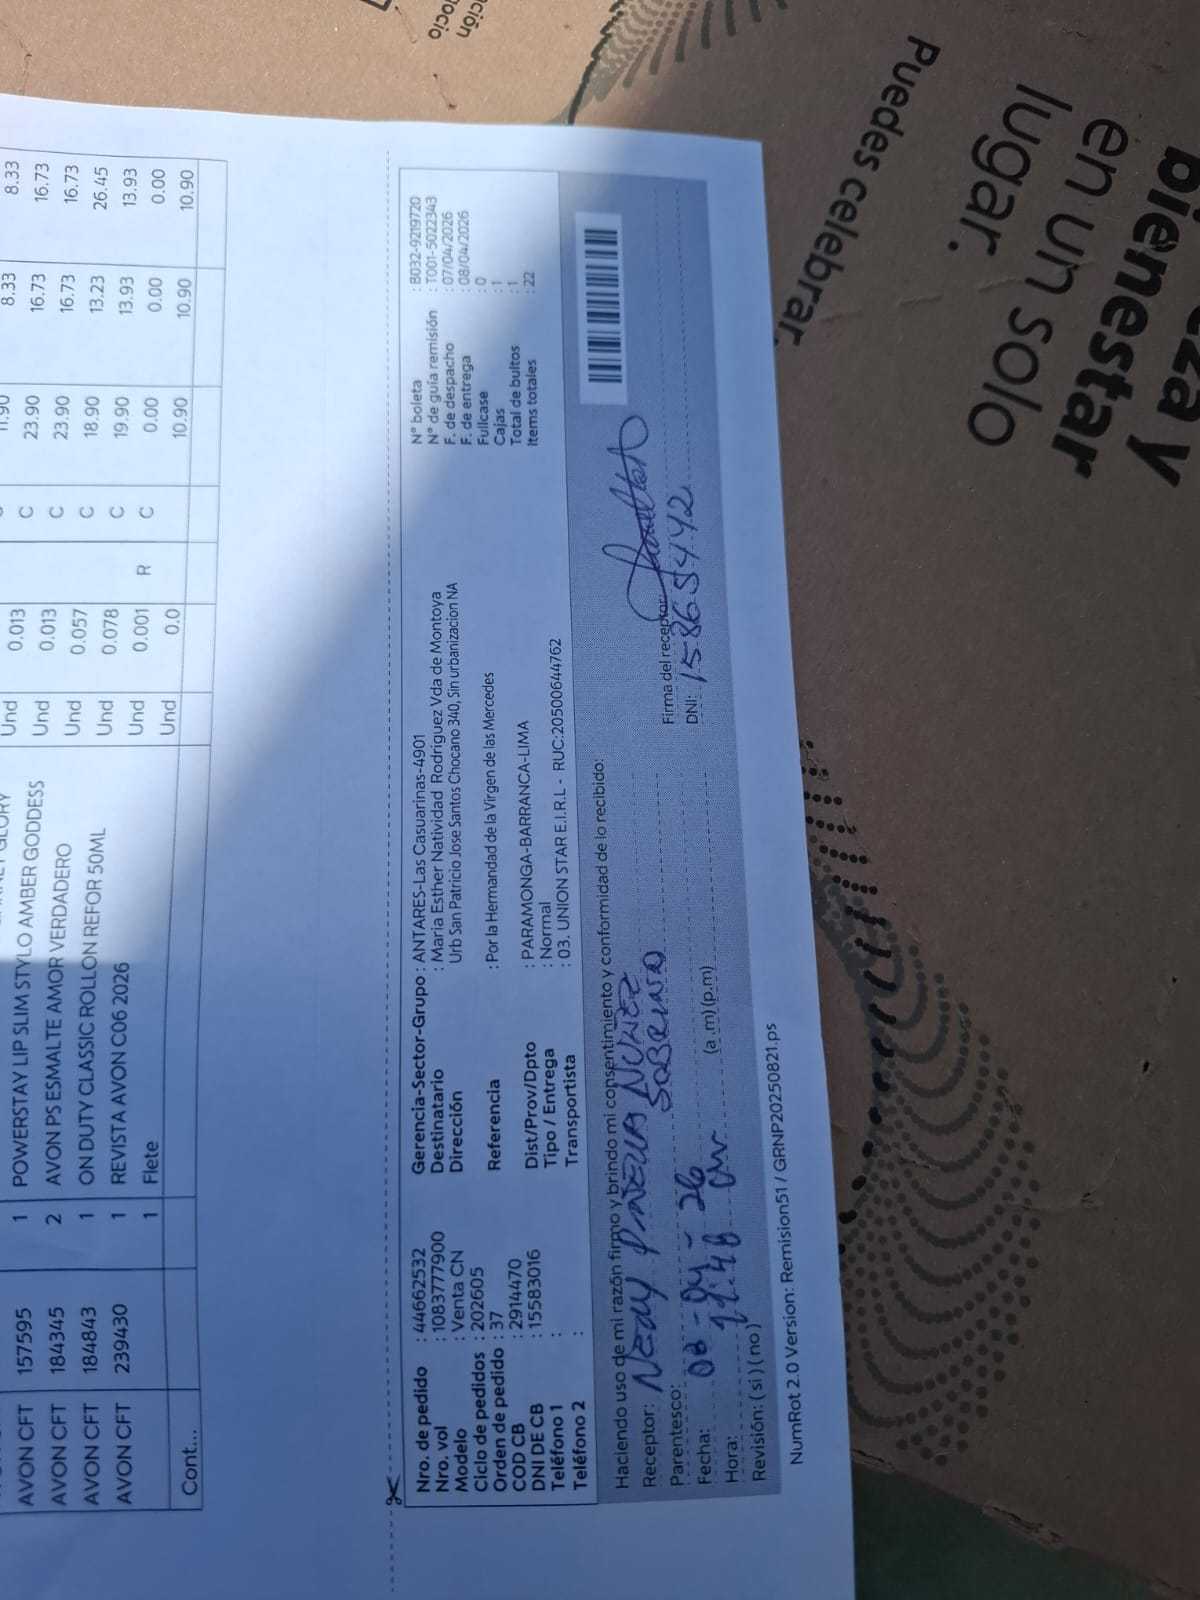 8.33 8.33 11.90 C Und
AVON CFT 157595 1 POWERSTAY LIP SLIM STYLO AMBER GODDESS Und 0.013 C 23.90 16.73 16.73
AVON CFT 184345 2 AVON PS ESMALTE AMOR VERDADERO Und 0.013 C 23.90 16.73 16.73
AVON CFT 184843 1 ON DUTY CLASSIC ROLLON REFOR 50ML Und 0.057 C 18.90 13.23 26.45
AVON CFT 239430 1 REVISTA AVON C06 2026 Und 0.078 C 19.90 13.93 13.93
1 Flete Und 0.001 R C 0.00 0.00 0.00
Und 0.0 10.90 10.90 10.90
Cont...
Nro. de pedido : 44662532
Nro. vol : 1083777900
Modelo : Venta CN
Ciclo de pedidos : 202605
Orden de pedido : 37
COD CB : 2914470
DNI DE CB : 15583016
Teléfono 1 :
Teléfono 2 :
Gerencia-Sector-Grupo : ANTARES-Las Casuarinas-4901
Destinatario : Maria Esther Natividad Rodríguez Vda de Montoya
Dirección Urb San Patricio Jose Santos Chocano 340, Sin urbanizacion NA
Referencia : Por la Hermandad de la Virgen de las Mercedes
Dist/Prov/Dpto : PARAMONGA-BARRANCA-LIMA
Tipo / Entrega : Normal
Transportista : 03. UNION STAR E.I.R.L - RUC:20500644762
N° boleta : B032-9219720
N° de guía remisión : T001-5022343
F. de despacho : 07/04/2026
F. de entrega : 08/04/2026
Fullcase : 0
Cajas : 1
Total de bultos : 1
Items totales : 22
Haciendo uso de mi razón firmo y brindo mi consentimiento y conformidad de lo recibido:
Receptor: NUÑEZ
Parentesco: SOBRINO
Fecha: 08-04-26
Hora: (a .m) (p.m)
Revisión: ( si ) ( no )
Firma del receptor:
DNI: 15865442
NumRot 2.0 Version: Remision51 / GRNP20250821.ps
Puedes celebrar,
bienestar
en un solo
lugar.